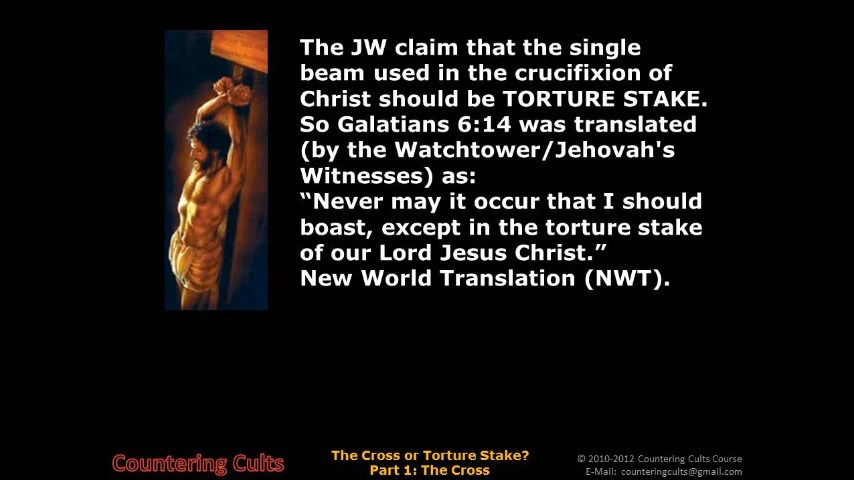 The JW claim that the single
beam used in the crucifixion of
Christ should be TORTURE STAKE.
So Galatians 6:14 was translated
(by the Watchtower/Jehovah's
Witnesses) as:
“Never may it occur that I should
boast, except in the torture stake
of our Lord Jesus Christ.”
New World Translation (NWT).
Countering Cults
The Cross or Torture Stake?
Part 1: The Cross
© 2010-2012 Countering Cults Course
E-Mail: counteringcults@gmail.com